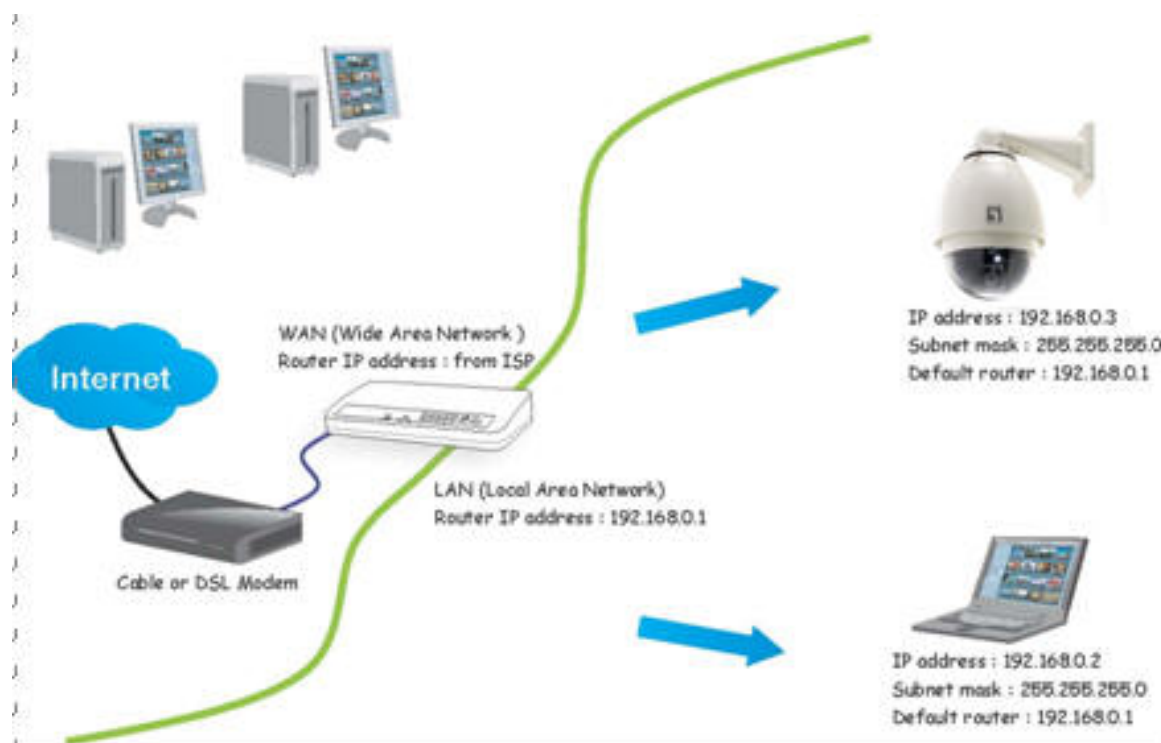 WAN (Wide Area Network )
Router IP address : from ISP
Internet
LAN (Local Area Network)
Router IP address : 192.168.0.1
Cable or DSL Modem
IP address : 192.168.0.3
Subnet mask : 255.255.255.0
Default router : 192.168.0.1
IP address : 192.168.0.2
Subnet mask : 255.255.255.0
Default router : 192.168.0.1